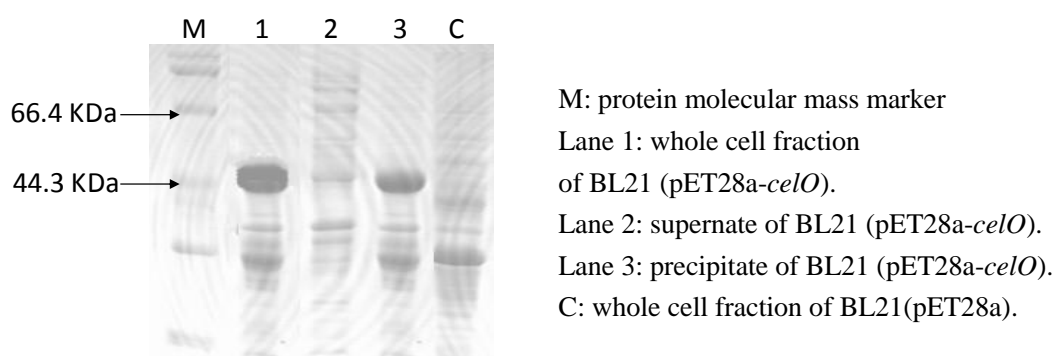 M 1 2 3 C
66.4 KDa
44.3 KDa
M: protein molecular mass marker
Lane 1: whole cell fraction
of BL21 (pET28a-celO).
Lane 2: supernate of BL21 (pET28a-celO).
Lane 3: precipitate of BL21 (pET28a-celO).
C: whole cell fraction of BL21(pET28a).